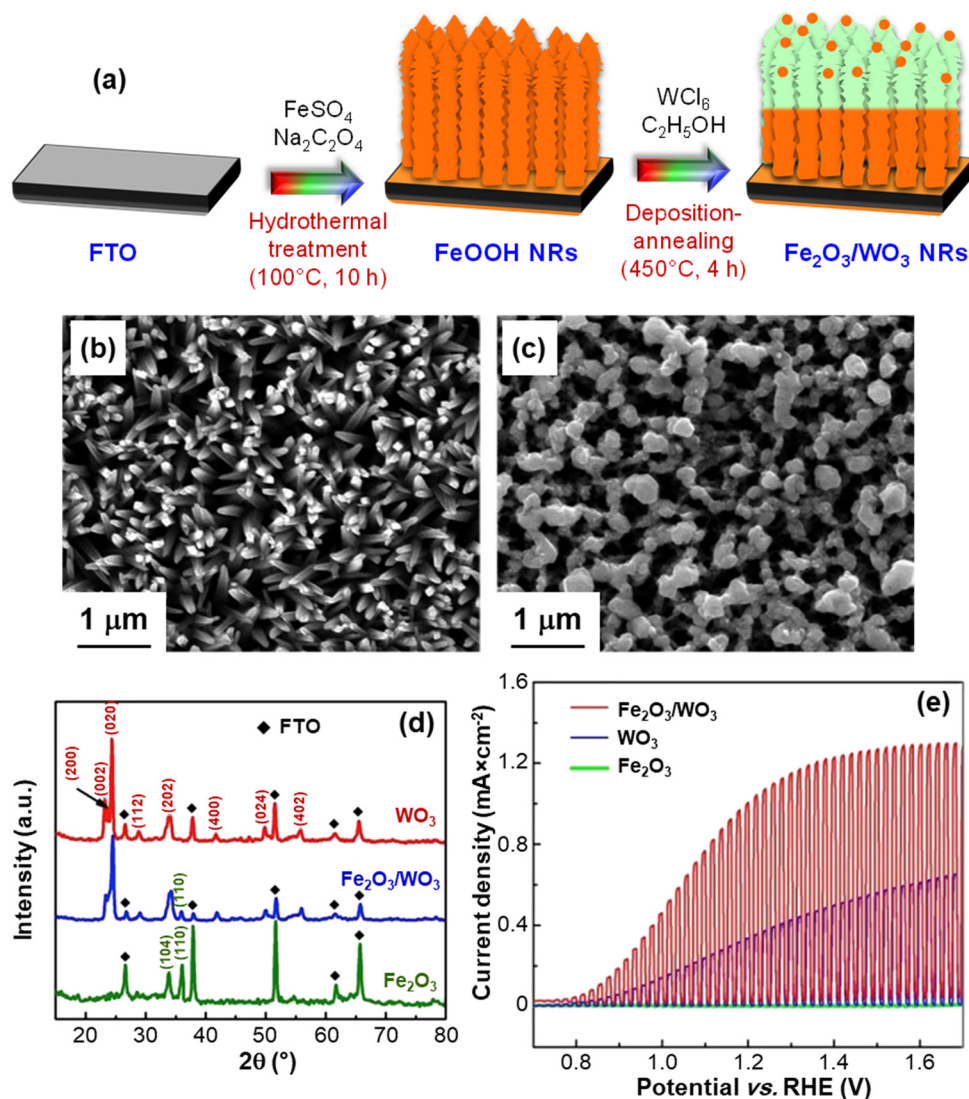 (a)
FeSO₄
Na₂C₂O₄
Hydrothermal
treatment
(100°C, 10 h)
FTO
FeOOH NRs
WCl₆
C₂H₅OH
Deposition-
annealing
(450°C, 4 h)
Fe₂O₃/WO₃ NRs
(b)
1 μm
(c)
1 μm
(d)
◆ FTO
(200)
(002)
(020)
(112)
(202)
(400)
(024)
(402)
WO₃
(110)
Fe₂O₃/WO₃
(104)
(110)
Fe₂O₃
Intensity (a.u.)
20 30 40 50 60 70 80
2θ (°)
(e)
Fe₂O₃/WO₃
WO₃
Fe₂O₃
Current density (mA×cm⁻²)
1.6
1.2
0.8
0.4
0
0.8 1.0 1.2 1.4 1.6
Potential vs. RHE (V)